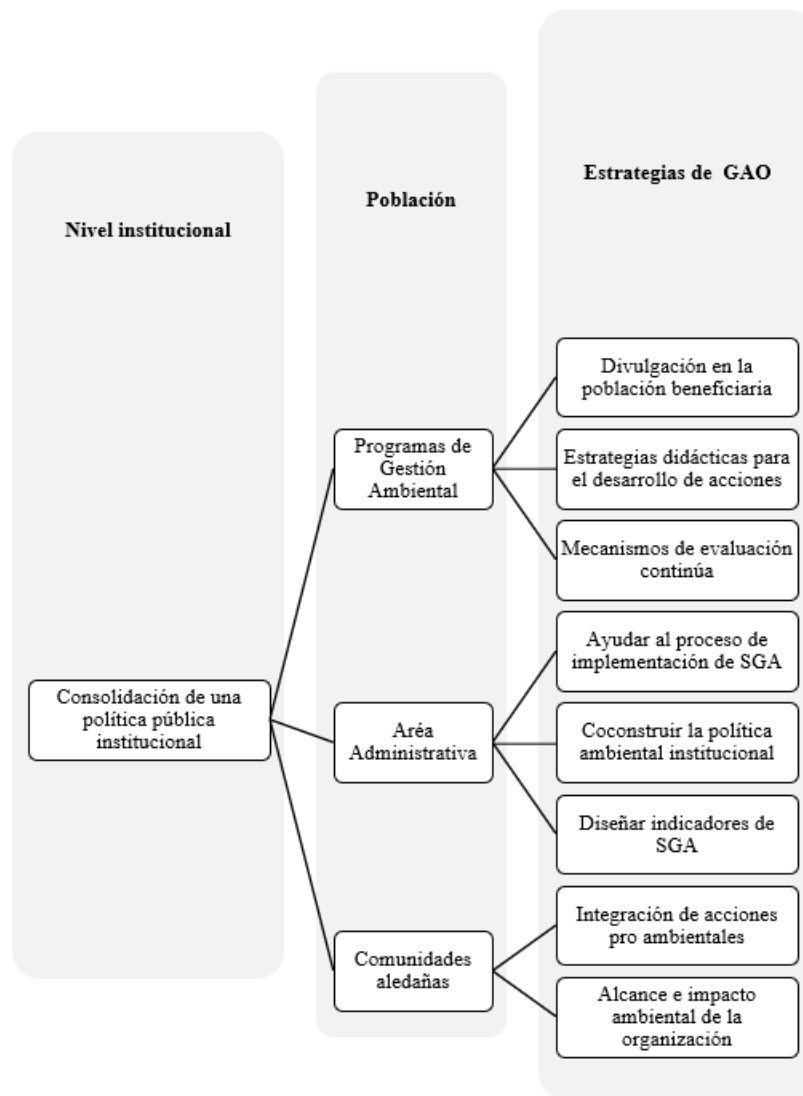 Nivel institucional
Población
Estrategias de GAO
Consolidación de una
política pública
institucional
Programas de
Gestión
Ambiental
Divulgación en la
población beneficiaria
Estrategias didácticas para
el desarrollo de acciones
Mecanismos de evaluación
continúa
Aréa
Administrativa
Ayudar al proceso de
implementación de SGA
Coconstruir la política
ambiental institucional
Diseñar indicadores de
SGA
Comunidades
aledañas
Integración de acciones
pro ambientales
Alcance e impacto
ambiental de la
organización